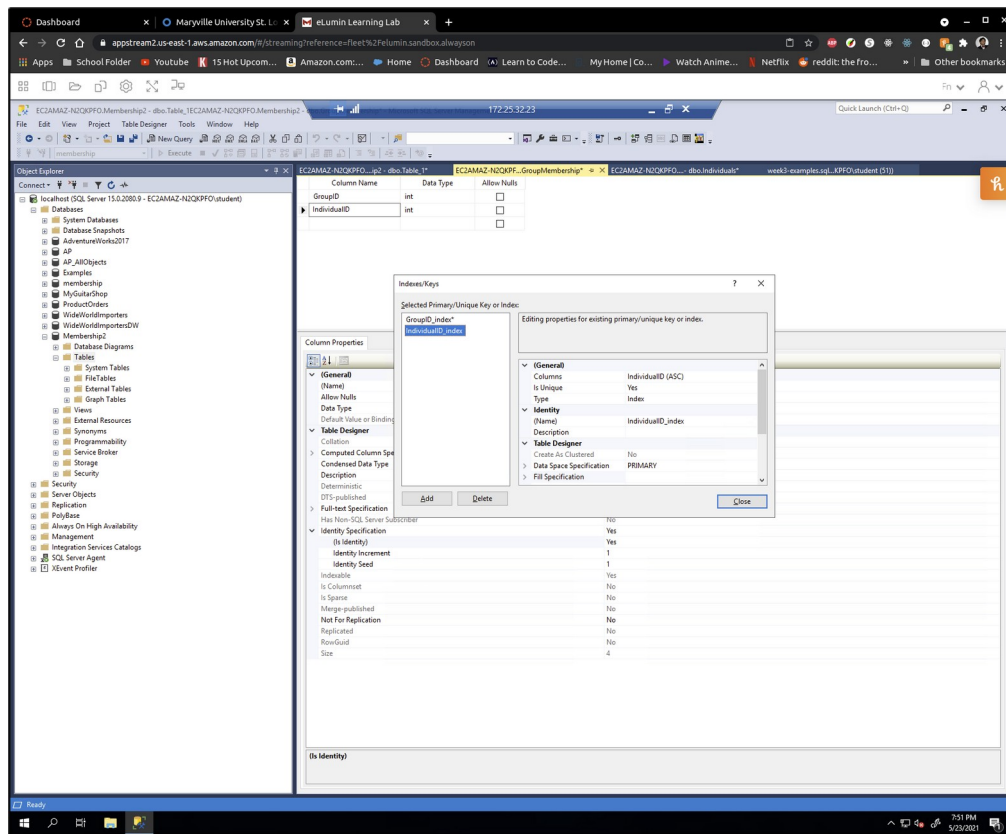 Dashboard
Maryville University St. Lo
eLumin Learning Lab
appstream2.us-east-1.aws.amazon.com/#/streaming?reference=fleet%2Felumin.sandbox.alwayson
Apps School Folder Youtube 15 Hot Upcom... Amazon.com:... Home Dashboard Learn to Code... My Home | Co... Watch Anime... Netflix reddit: the fro... » Other bookmarks
Fn
EC2AMAZ-N2QKPFO.Membership2 - dbo.Table_1EC2AMAZ-N2QKPFO.Membership2 -
172.25.32.23
Quick Launch (Ctrl+Q)
File Edit View Project Table Designer Tools Window Help
New Query
membership Execute
Object Explorer
EC2AMAZ-N2QKPFO....ip2 - dbo.Table_1* EC2AMAZ-N2QKPF...GroupMembership* EC2AMAZ-N2QKPFO.... - dbo.Individuals* week3-examples.sql...KPFO\student (51))
Connect
localhost (SQL Server 15.0.2080.9 - EC2AMAZ-N2QKPFO\student)
Databases
System Databases
Database Snapshots
AdventureWorks2017
AP
AP_AllObjects
Examples
membership
MyGuitarShop
ProductOrders
WideWorldImporters
WideWorldImportersDW
Membership2
Database Diagrams
Tables
System Tables
FileTables
External Tables
Graph Tables
Views
External Resources
Synonyms
Programmability
Service Broker
Storage
Security
Security
Server Objects
Replication
PolyBase
Always On High Availability
Management
Integration Services Catalogs
SQL Server Agent
XEvent Profiler
Column Name Data Type Allow Nulls
GroupID int
IndividualID int
Indexes/Keys
? X
Selected Primary/Unique Key or Index:
GroupID_index*
IndividualID_index
Editing properties for existing primary/unique key or index.
(General)
Columns IndividualID (ASC)
Is Unique Yes
Type Index
Identity
(Name) IndividualID_index
Description
Table Designer
Create As Clustered No
Data Space Specification PRIMARY
Fill Specification
Add Delete Close
Column Properties
(General)
(Name)
Allow Nulls
Data Type
Default Value or Binding
Table Designer
Collation
Computed Column Spe
Condensed Data Type
Description
Deterministic
DTS-published
Full-text Specification
Has Non-SQL Server Subscriber No
Identity Specification Yes
(Is Identity) Yes
Identity Increment 1
Identity Seed 1
Indexable Yes
Is Columnset No
Is Sparse No
Merge-published No
Not For Replication No
Replicated No
RowGuid No
Size 4
(Is Identity)
Ready
7:51 PM
5/23/2021